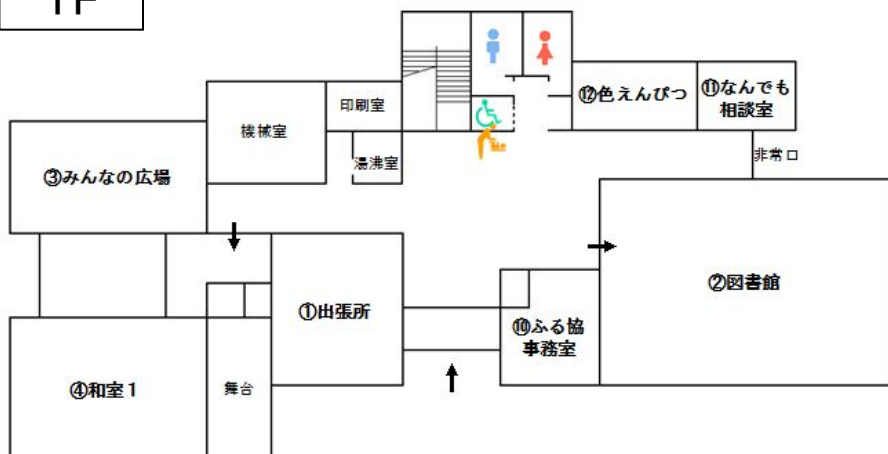 1F
印刷室
⑫色えんぴつ
⑪なんでも
相談室
機械室
湯沸室
非常口
③みんなの広場
②図書館
①出張所
⑩ふる協
事務室
④和室1
舞台